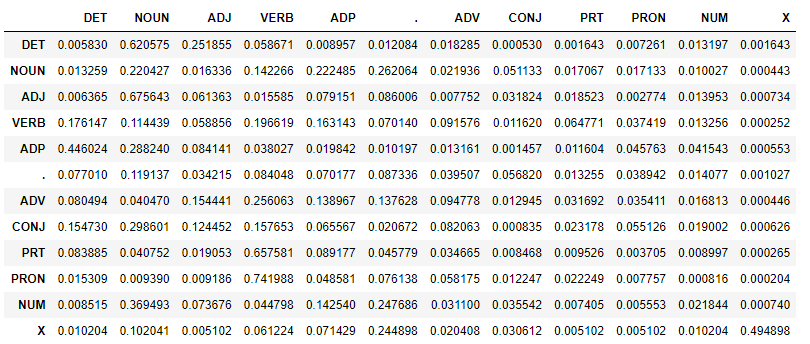 DET NOUN ADJ VERB ADP . ADV CONJ PRT PRON NUM X
DET 0.005830 0.620575 0.251855 0.058671 0.008957 0.012084 0.018285 0.000530 0.001643 0.007261 0.013197 0.001643
NOUN 0.013259 0.220427 0.016336 0.142266 0.222485 0.262064 0.021936 0.051133 0.017067 0.017133 0.010027 0.000443
ADJ 0.006365 0.675643 0.061363 0.015585 0.079151 0.086006 0.007752 0.031824 0.018523 0.002774 0.013953 0.000734
VERB 0.176147 0.114439 0.058856 0.196619 0.163143 0.070140 0.091576 0.011620 0.064771 0.037419 0.013256 0.000252
ADP 0.446024 0.288240 0.084141 0.038027 0.019842 0.010197 0.013161 0.001457 0.011604 0.045763 0.041543 0.000553
. 0.077010 0.119137 0.034215 0.084048 0.070177 0.087336 0.039507 0.056820 0.013255 0.038942 0.014077 0.001027
ADV 0.080494 0.040470 0.154441 0.256063 0.138967 0.137628 0.094778 0.012945 0.031692 0.035411 0.016813 0.000446
CONJ 0.154730 0.298601 0.124452 0.157653 0.065567 0.020672 0.082063 0.000835 0.023178 0.055126 0.019002 0.000626
PRT 0.083885 0.040752 0.019053 0.657581 0.089177 0.045779 0.034665 0.008468 0.009526 0.003705 0.008997 0.000265
PRON 0.015309 0.009390 0.009186 0.741988 0.048581 0.076138 0.058175 0.012247 0.022249 0.007757 0.000816 0.000204
NUM 0.008515 0.369493 0.073676 0.044798 0.142540 0.247686 0.031100 0.035542 0.007405 0.005553 0.021844 0.000740
X 0.010204 0.102041 0.005102 0.061224 0.071429 0.244898 0.020408 0.030612 0.005102 0.005102 0.010204 0.494898